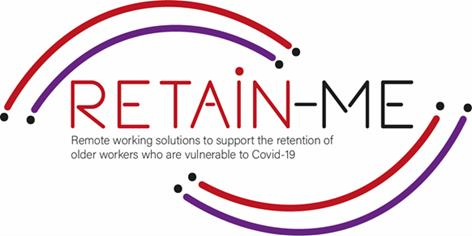 RETAIN-ME
Remote working solutions to support the retention of
older workers who are vulnerable to Covid-19